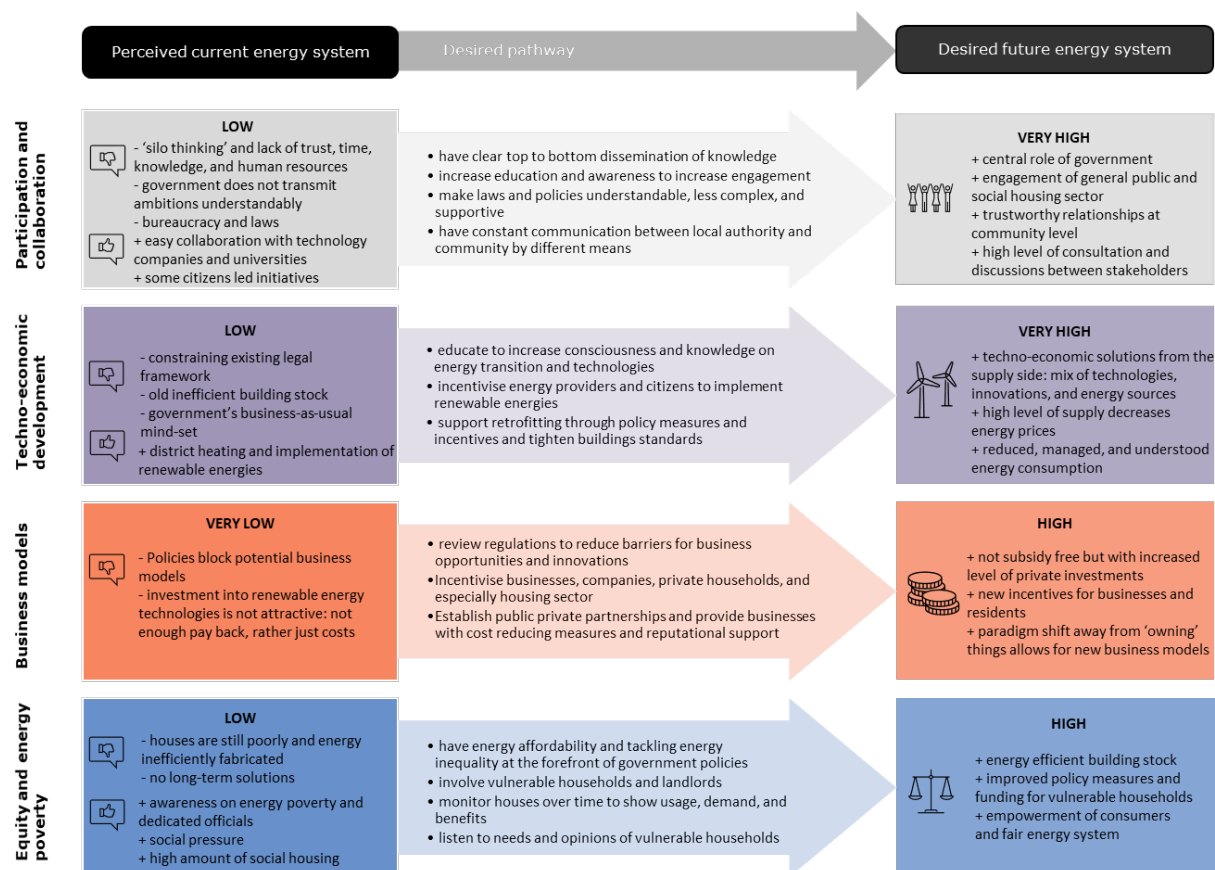 Perceived current energy system
Desired pathway
Desired future energy system
Participation and
collaboration
LOW
- ‘silo thinking’ and lack of trust, time,
knowledge, and human resources
- government does not transmit
ambitions understandably
- bureaucracy and laws
+ easy collaboration with technology
companies and universities
+ some citizens led initiatives
• have clear top to bottom dissemination of knowledge
• increase education and awareness to increase engagement
• make laws and policies understandable, less complex, and
supportive
• have constant communication between local authority and
community by different means
VERY HIGH
+ central role of government
+ engagement of general public and
social housing sector
+ trustworthy relationships at
community level
+ high level of consultation and
discussions between stakeholders
Techno-economic
development
LOW
- constraining existing legal
framework
- old inefficient building stock
- government’s business-as-usual
mind-set
+ district heating and implementation of
renewable energies
• educate to increase consciousness and knowledge on
energy transition and technologies
• incentivise energy providers and citizens to implement
renewable energies
• support retrofitting through policy measures and
incentives and tighten buildings standards
VERY HIGH
+ techno-economic solutions from the
supply side: mix of technologies,
innovations, and energy sources
+ high level of supply decreases
energy prices
+ reduced, managed, and understood
energy consumption
Business models
VERY LOW
- Policies block potential business
models
- investment into renewable energy
technologies is not attractive: not
enough pay back, rather just costs
• review regulations to reduce barriers for business
opportunities and innovations
•Incentivise businesses, companies, private households, and
especially housing sector
•Establish public private partnerships and provide businesses
with cost reducing measures and reputational support
HIGH
+ not subsidy free but with increased
level of private investments
+ new incentives for businesses and
residents
+ paradigm shift away from ‘owning’
things allows for new business models
Equity and energy
poverty
LOW
- houses are still poorly and energy
inefficiently fabricated
- no long-term solutions
+ awareness on energy poverty and
dedicated officials
+ social pressure
+ high amount of social housing
• have energy affordability and tackling energy
inequality at the forefront of government policies
• involve vulnerable households and landlords
• monitor houses over time to show usage, demand, and
benefits
• listen to needs and opinions of vulnerable households
HIGH
+ energy efficient building stock
+ improved policy measures and
funding for vulnerable households
+ empowerment of consumers
and fair energy system